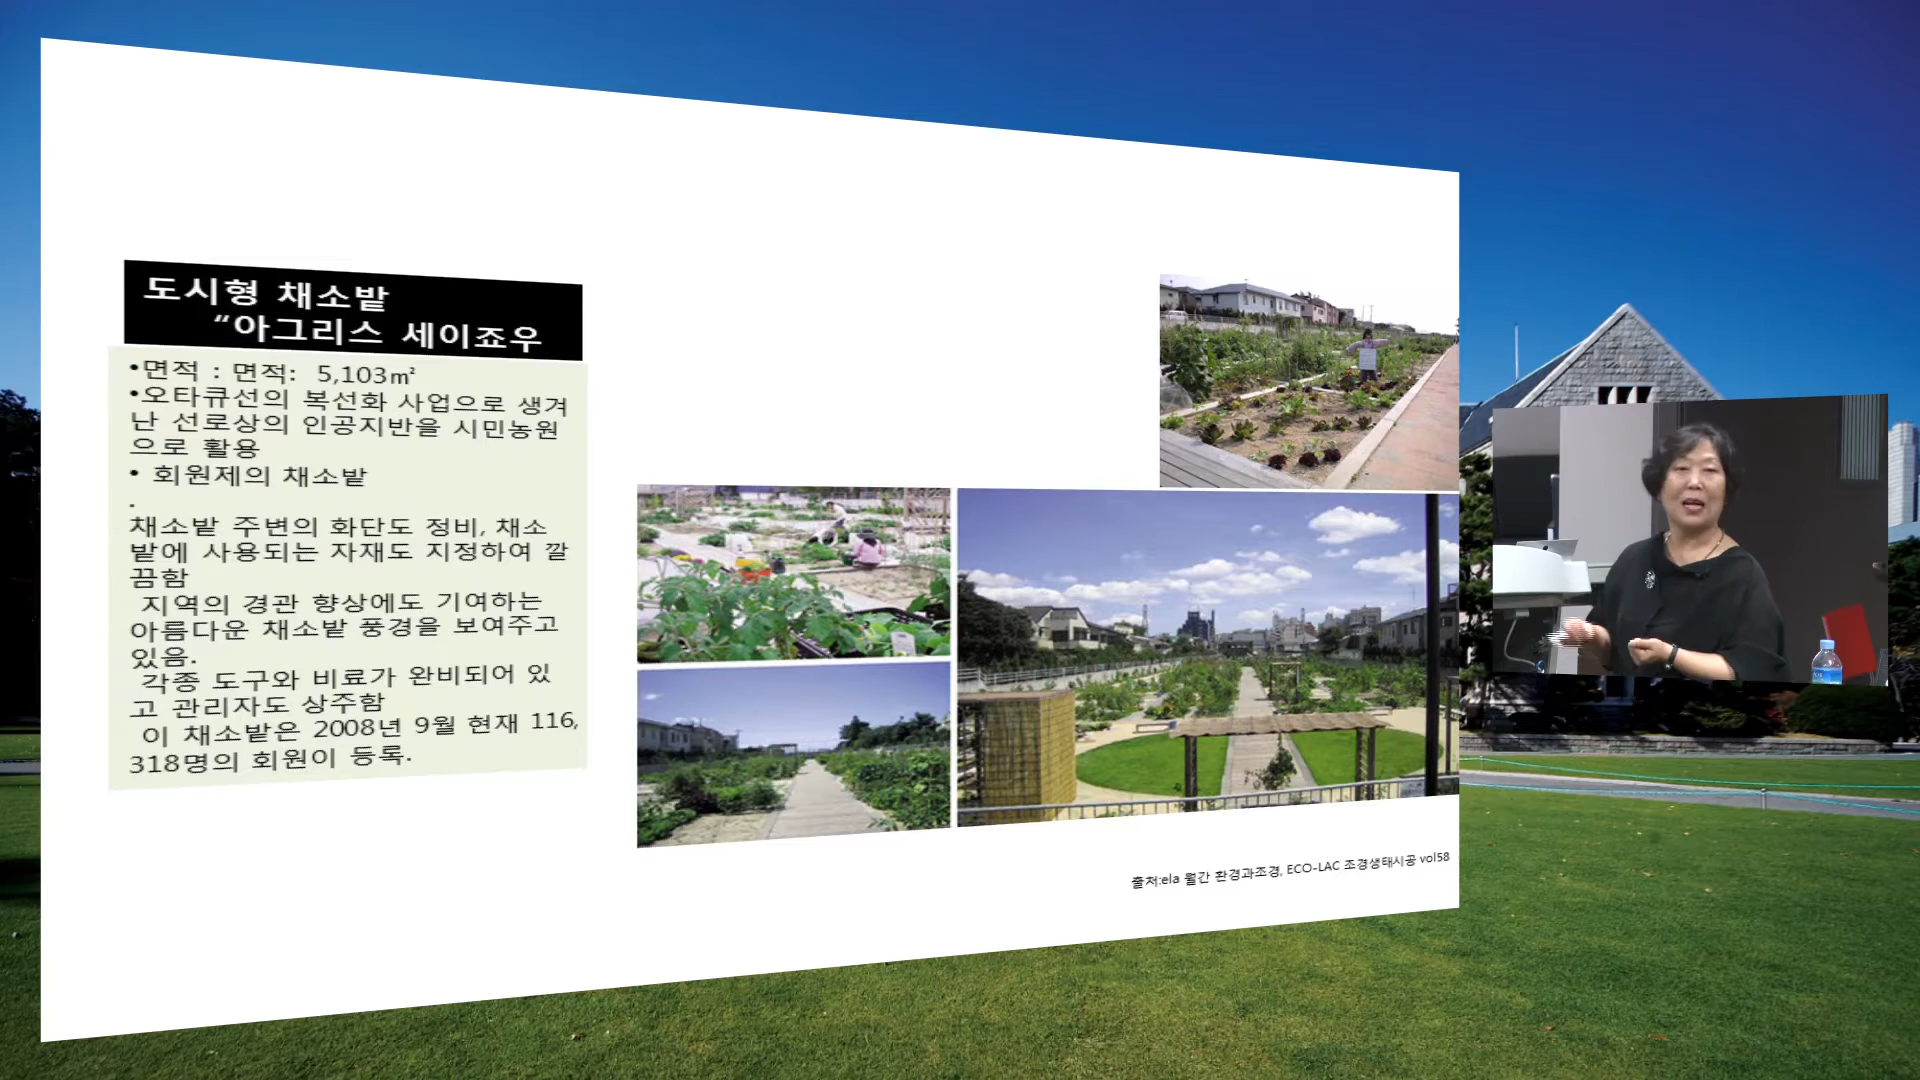 도시형 채소밭
“아그리스 세이죠우
•면적 : 면적: 5,103㎡
•오타큐선의 복선화 사업으로 생겨
난 선로상의 인공지반을 시민농원
으로 활용
• 회원제의 채소밭
.
채소밭 주변의 화단도 정비, 채소
밭에 사용되는 자재도 지정하여 깔
끔함
지역의 경관 향상에도 기여하는
아름다운 채소밭 풍경을 보여주고
있음.
각종 도구와 비료가 완비되어 있
고 관리자도 상주함
이 채소밭은 2008년 9월 현재 116,
318명의 회원이 등록.
출처:ela 월간 환경과조경, ECO-LAC 조경생태시공 vol58